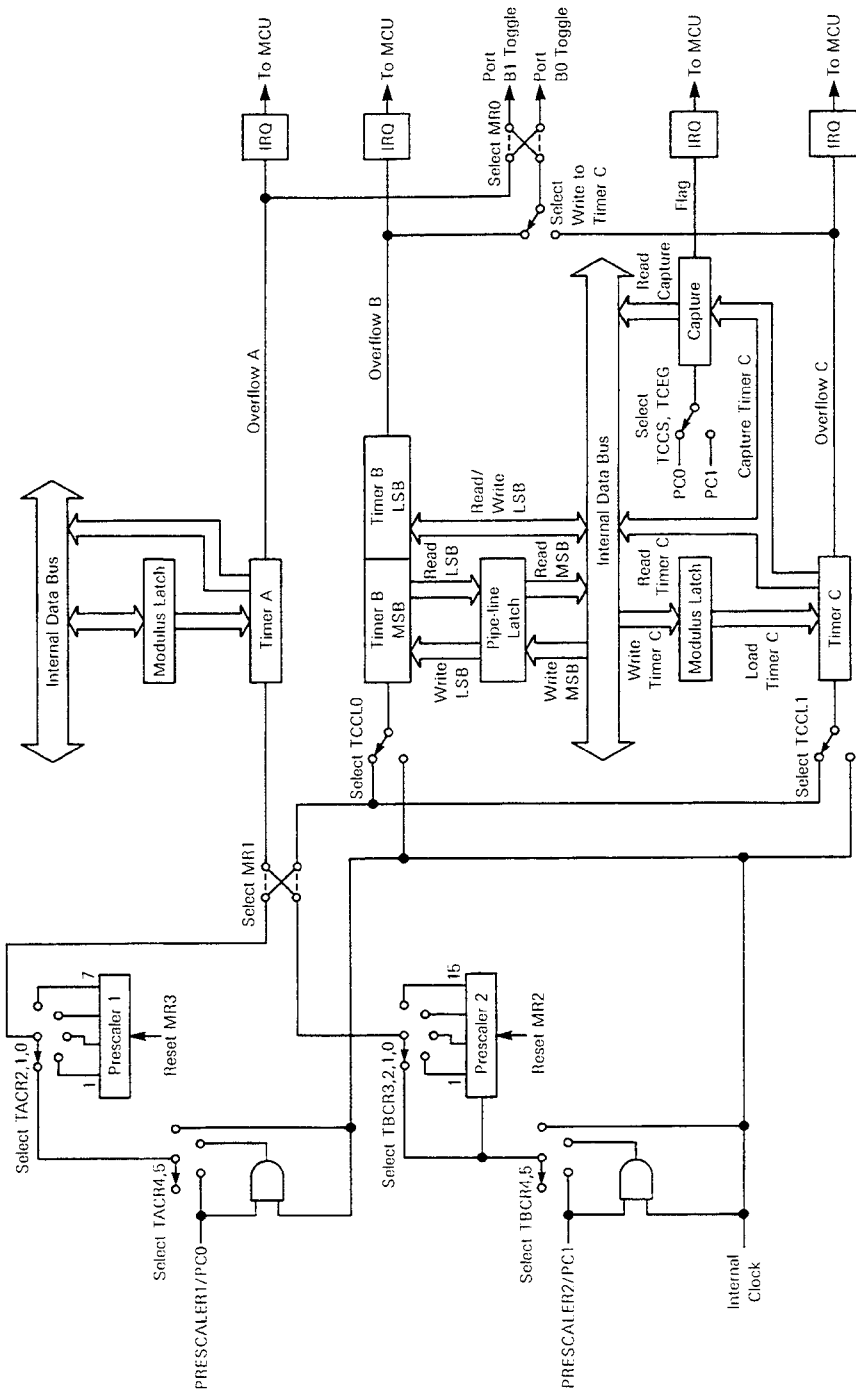 Internal Data Bus
Modulus Latch
Timer A
Overflow A
IRQ
To MCU
Select TACR2,1,0
1
7
Prescaler 1
Reset MR3
Select TACR4,5
PRESCALER1/PC0
Select MR1
Select TCCL0
Timer B
MSB
Timer B
LSB
Overflow B
IRQ
To MCU
Select MR0
Port
B1 Toggle
Port
B0 Toggle
Select
Write to
Timer C
Write
LSB
Read
LSB
Pipe-line
Latch
Write
MSB
Read
MSB
Read/
Write
LSB
Internal Data Bus
Select TBCR3,2,1,0
1
15
Prescaler 2
Reset MR2
Select TBCR4,5
PRESCALER2/PC1
Internal
Clock
Write
Timer C
Modulus Latch
Load
Timer C
Read
Timer C
Capture Timer C
Select
TCCS, TCEG
PC0
PC1
Read
Capture
Capture
Flag
IRQ
To MCU
Select TCCL1
Timer C
Overflow C
IRQ
To MCU